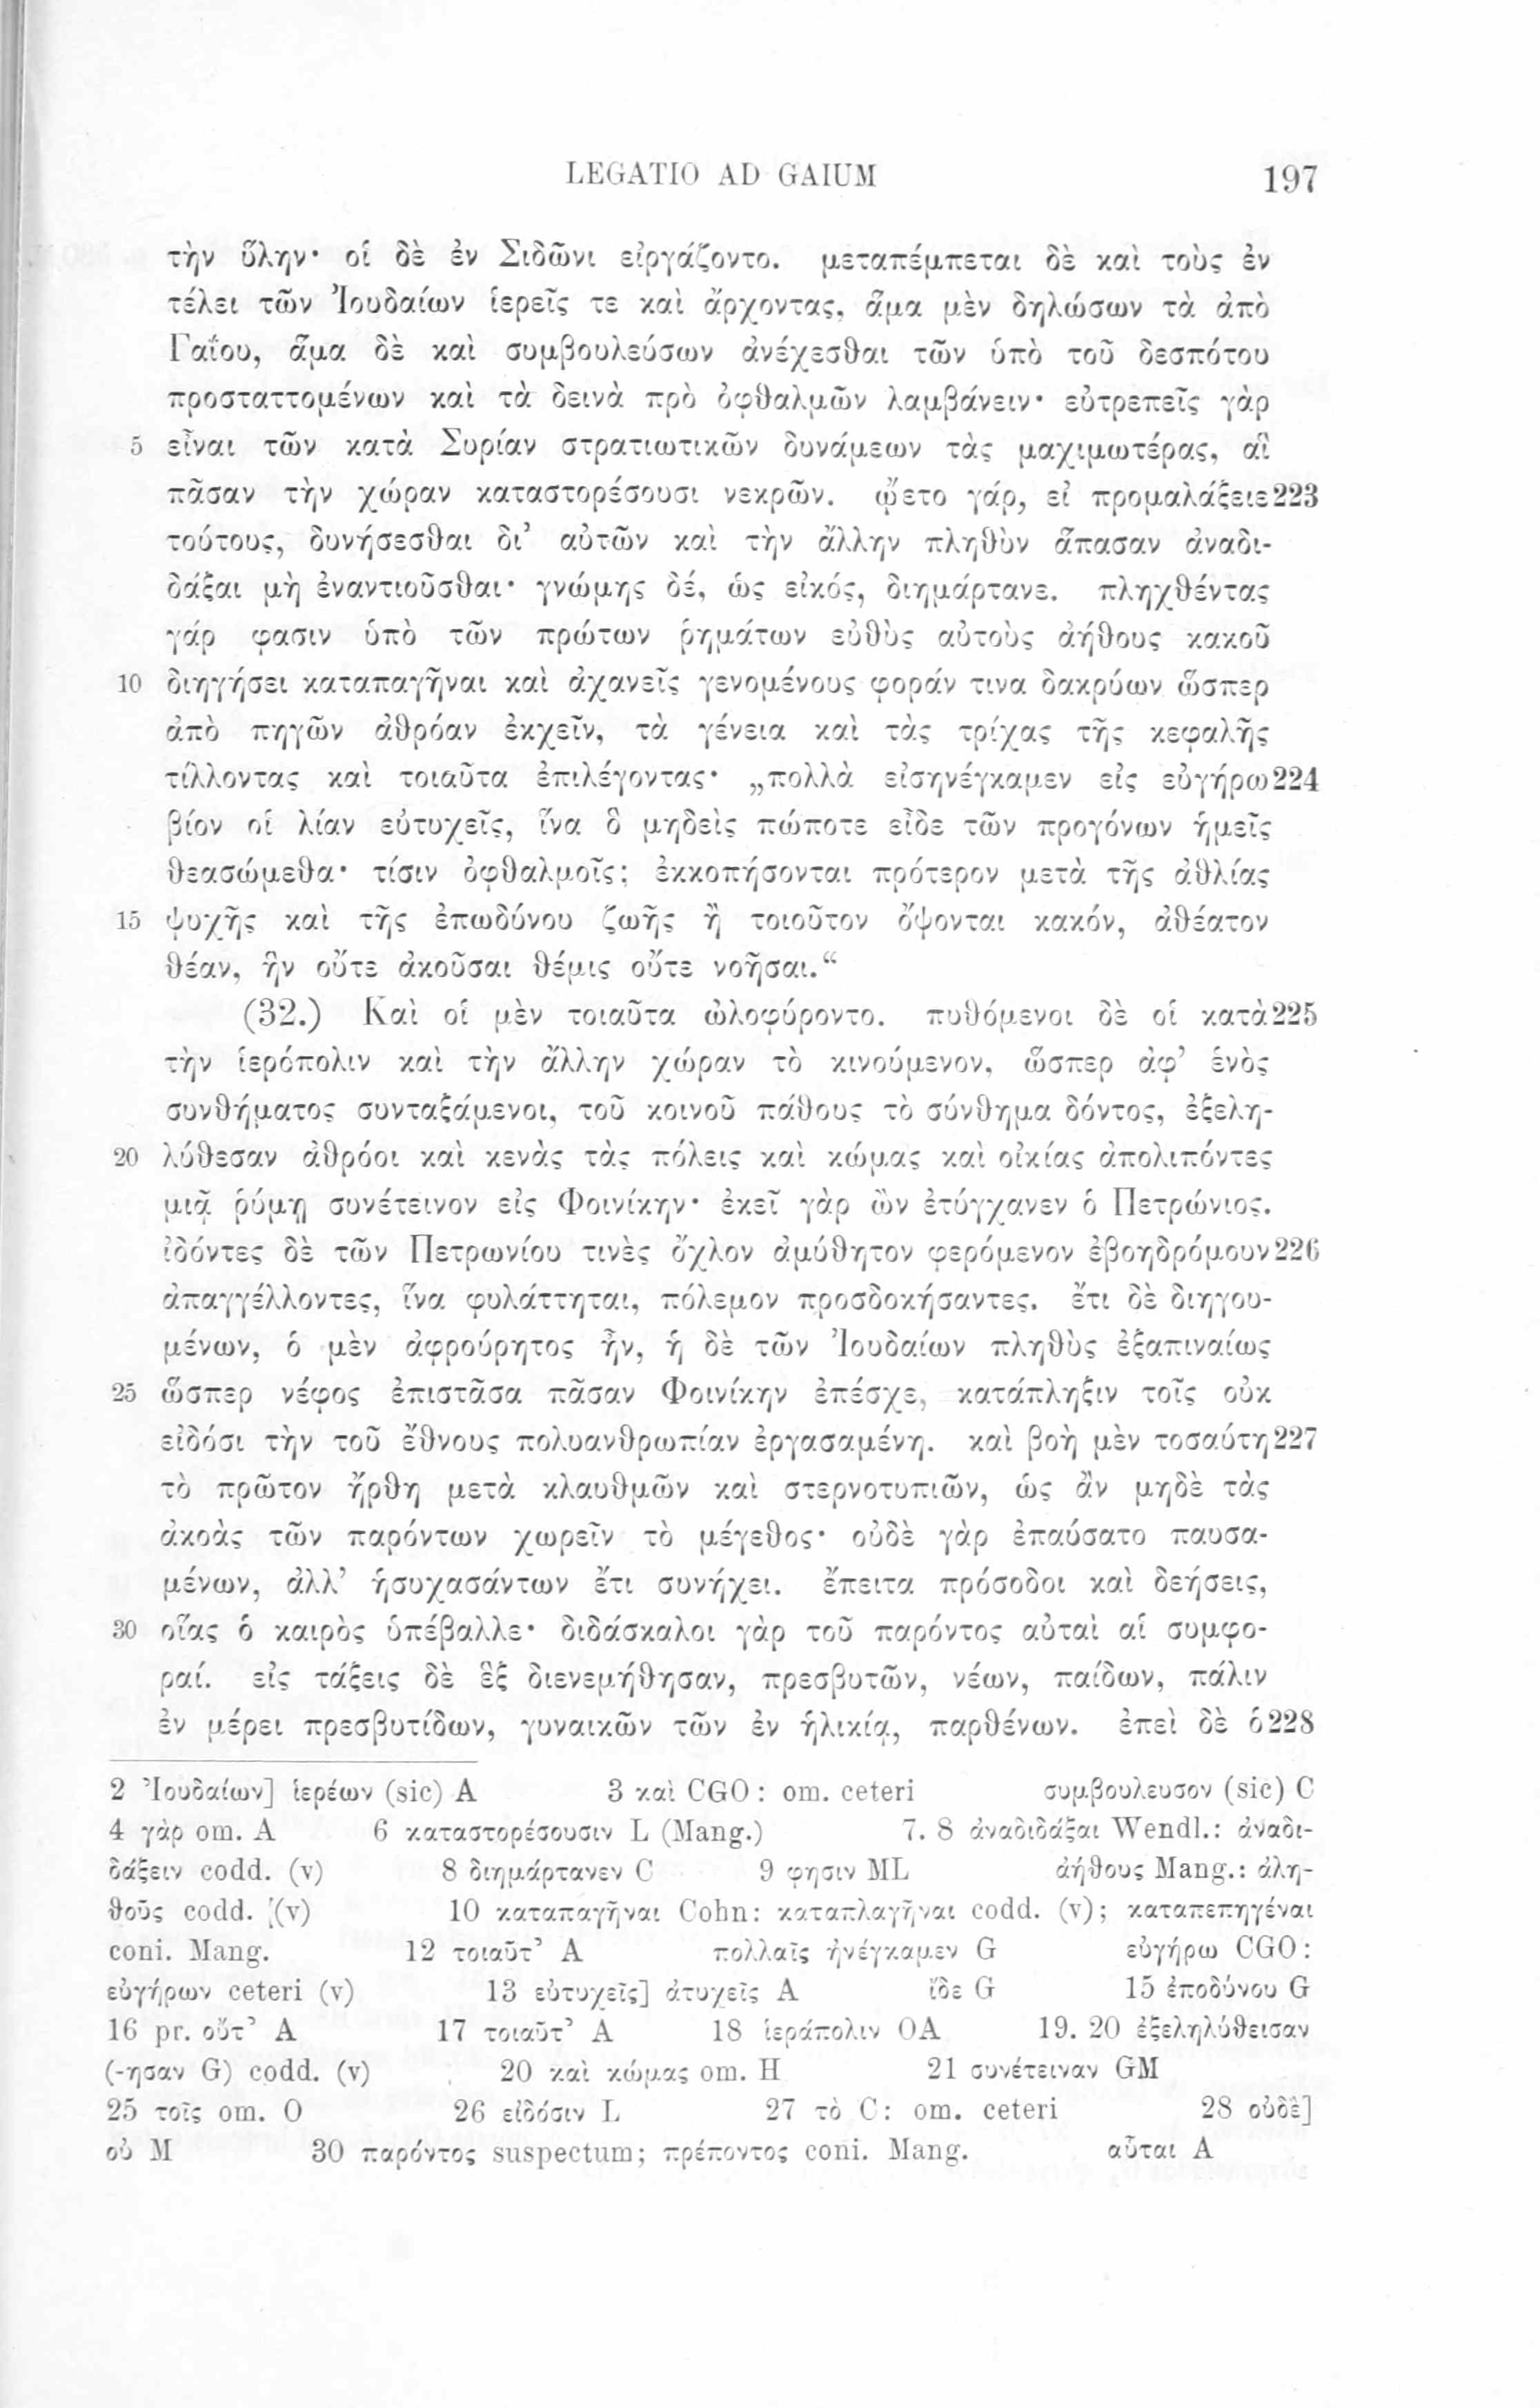 LEGATIO AD GAIUM 197
τὴν ὕλην· οἱ δὲ ἐν Σιδῶνι εἰργάζοντο. μεταπέμπεται δὲ καὶ τοὺς ἐν
τέλει τῶν Ἰουδαίων ἱερεῖς τε καὶ ἄρχοντας, ἅμα μὲν δηλώσων τὰ ἀπὸ
Γαΐου, ἅμα δὲ καὶ συμβουλεύσων ἀνέχεσθαι τῶν ὑπὸ τοῦ δεσπότου
προσταττομένων καὶ τὰ δεινὰ πρὸ ὀφθαλμῶν λαμβάνειν· εὐτρεπεῖς γὰρ
5 εἶναι τῶν κατὰ Συρίαν στρατιωτικῶν δυνάμεων τὰς μαχιμωτέρας, αἳ
πᾶσαν τὴν χώραν καταστορέσουσι νεκρῶν. ᾤετο γάρ, εἰ προμαλάξειε 223
τούτους, δυνήσεσθαι δι’ αὐτῶν καὶ τὴν ἄλλην πληθὺν ἅπασαν ἀναδι-
δάξαι μὴ ἐναντιοῦσθαι· γνώμης δέ, ὡς εἰκός, διημάρτανε. πληχθέντας
γάρ φασιν ὑπὸ τῶν πρώτων ῥημάτων εὐθὺς αὐτοὺς ἀήθους κακοῦ
10 διηγήσει καταπαγῆναι καὶ ἀχανεῖς γενομένους φοράν τινα δακρύων ὥσπερ
ἀπὸ πηγῶν ἀθρόαν ἐκχεῖν, τὰ γένεια καὶ τὰς τρίχας τῆς κεφαλῆς
τίλλοντας καὶ τοιαῦτα ἐπιλέγοντας· „πολλὰ εἰσηνέγκαμεν εἰς εὐγήρω 224
βίον οἱ λίαν εὐτυχεῖς, ἵνα ὃ μηδεὶς πώποτε εἶδε τῶν προγόνων ἡμεῖς
θεασώμεθα· τίσιν ὀφθαλμοῖς; ἐκκοπήσονται πρότερον μετὰ τῆς ἀθλίας
15 ψυχῆς καὶ τῆς ἐπωδύνου ζωῆς ἢ τοιοῦτον ὄψονται κακόν, ἀθέατον
θέαν, ἣν οὔτε ἀκοῦσαι θέμις οὔτε νοῆσαι.“
(32.) Καὶ οἱ μὲν τοιαῦτα ὠλοφύροντο. πυθόμενοι δὲ οἱ κατὰ 225
τὴν ἱερόπολιν καὶ τὴν ἄλλην χώραν τὸ κινούμενον, ὥσπερ ἀφ’ ἑνὸς
συνθήματος συνταξάμενοι, τοῦ κοινοῦ πάθους τὸ σύνθημα δόντος, ἐξελη-
20 λύθεσαν ἀθρόοι καὶ κενὰς τὰς πόλεις καὶ κώμας καὶ οἰκίας ἀπολιπόντες
μιᾷ ῥύμῃ συνέτεινον εἰς Φοινίκην· ἐκεῖ γὰρ ὢν ἐτύγχανεν ὁ Πετρώνιος.
ἰδόντες δὲ τῶν Πετρωνίου τινὲς ὄχλον ἀμύθητον φερόμενον ἐβοηδρόμουν 226
ἀπαγγέλλοντες, ἵνα φυλάττηται, πόλεμον προσδοκήσαντες. ἔτι δὲ διηγου-
μένων, ὁ μὲν ἀφρούρητος ἦν, ἡ δὲ τῶν Ἰουδαίων πληθὺς ἐξαπιναίως
25 ὥσπερ νέφος ἐπιστᾶσα πᾶσαν Φοινίκην ἐπέσχε, κατάπληξιν τοῖς οὐκ
εἰδόσι τὴν τοῦ ἔθνους πολυανθρωπίαν ἐργασαμένη. καὶ βοὴ μὲν τοσαύτη 227
τὸ πρῶτον ἤρθη μετὰ κλαυθμῶν καὶ στερνοτυπιῶν, ὡς ἂν μηδὲ τὰς
ἀκοὰς τῶν παρόντων χωρεῖν τὸ μέγεθος· οὐδὲ γὰρ ἐπαύσατο παυσα-
μένων, ἀλλ’ ἡσυχασάντων ἔτι συνήχει. ἔπειτα πρόσοδοι καὶ δεήσεις,
30 οἵας ὁ καιρὸς ὑπέβαλλε· διδάσκαλοι γὰρ τοῦ παρόντος αὐταὶ αἱ συμφο-
ραί. εἰς τάξεις δὲ ἓξ διενεμήθησαν, πρεσβυτῶν, νέων, παίδων, πάλιν
ἐν μέρει πρεσβυτίδων, γυναικῶν τῶν ἐν ἡλικίᾳ, παρθένων. ἐπεὶ δὲ ὁ 228
2 Ἰουδαίων] ἱερέων (sic) A 3 καὶ CGO: om. ceteri συμβουλευσον (sic) C
4 γὰρ om. A 6 καταστορέσουσιν L (Mang.) 7. 8 ἀναδιδάξαι Wendl.: ἀναδι-
δάξειν codd. (v) 8 διημάρτανεν C 9 φησιν ML ἀήθους Mang.: ἀλη-
θοῦς codd. (v) 10 καταπαγῆναι Cohn: καταπλαγῆναι codd. (v); καταπεπηγέναι
coni. Mang. 12 τοιαῦτ’ A πολλαῖς ἠνέγκαμεν G εὐγήρω CGO:
εὐγήρων ceteri (v) 13 εὐτυχεῖς] ἀτυχεῖς A ἴδε G 15 ἐποδύνου G
16 pr. οὔτ’ A 17 τοιαῦτ’ A 18 ἱεράπολιν OA 19. 20 ἐξεληλύθεισαν
(-ησαν G) codd. (v) 20 καὶ κώμας om. H 21 συνέτειναν GM
25 τοῖς om. O 26 εἰδόσιν L 27 τὸ C: om. ceteri 28 οὐδὲ]
οὐ M 30 παρόντος suspectum; πρέποντος coni. Mang. αὗται A